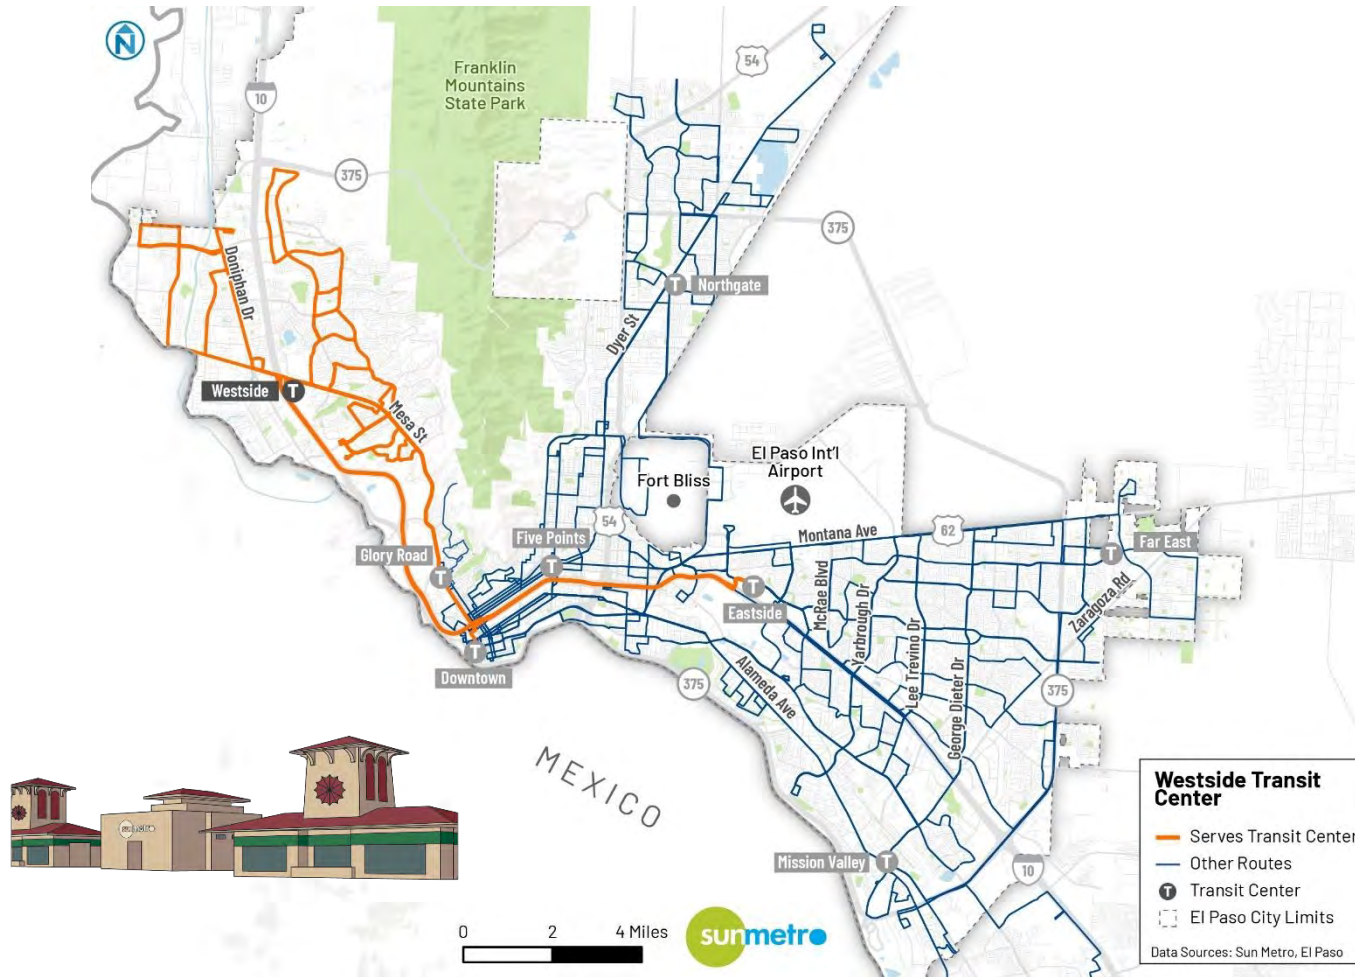 N
54
Franklin
Mountains
State Park
10
375
375
Doniphan Dr
T
Northgate
Dyer St
Westside
T
Mesa St
El Paso Int'l
Airport
Fort Bliss
54
Montana Ave
62
Five Points
T
Far East
T
Glory Road
T
McRae Blvd
Zaragoza Rd
T
Eastside
Yarbrough Dr
Lee Trevino Dr
George Dieter Dr
T
Downtown
375
Alameda Ave
375
MEXICO
sunmetro
Mission Valley
T
10
0 2 4 Miles
sunmetro
Westside Transit
Center
Serves Transit Center
Other Routes
T Transit Center
El Paso City Limits
Data Sources: Sun Metro, El Paso